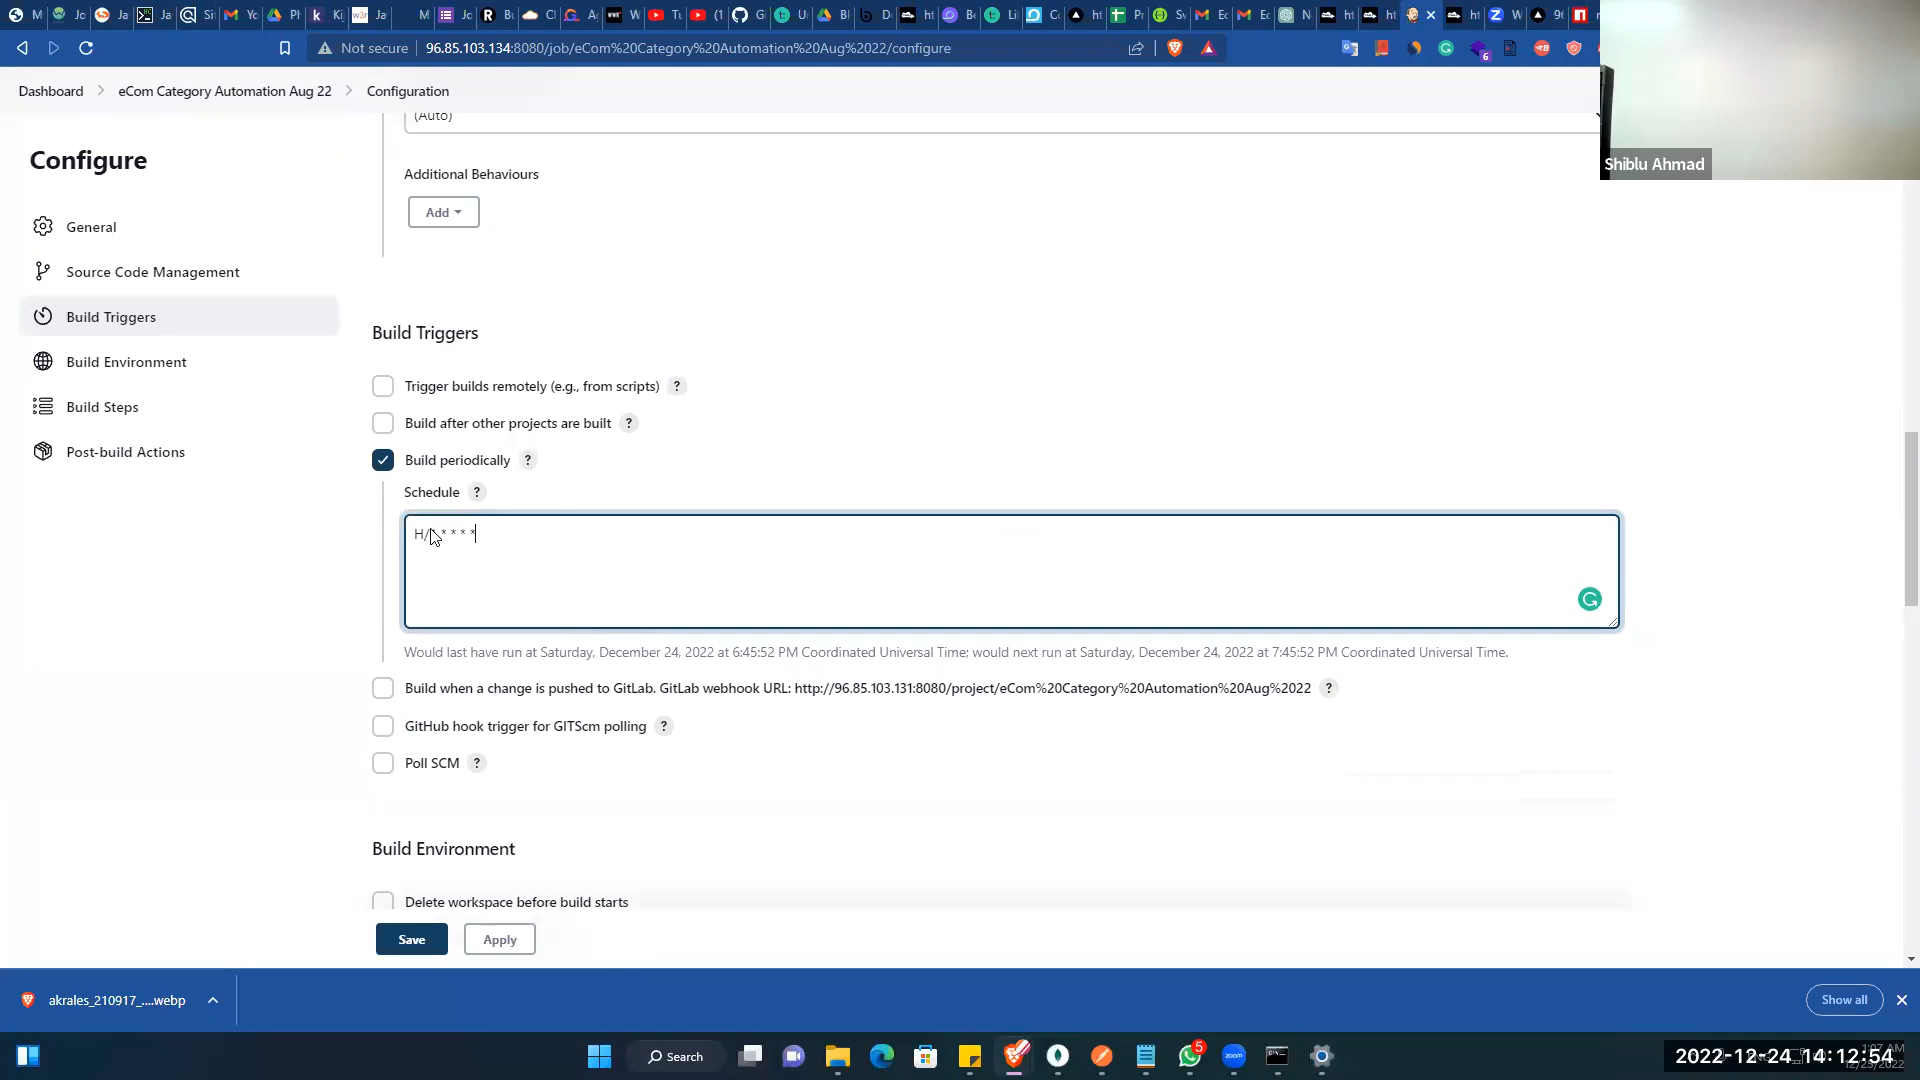 Not secure 96.85.103.134:8080/job/eCom%20Category%20Automation%20Aug%2022/configure
6
Dashboard eCom Category Automation Aug 22 Configuration
Shiblu Ahmad
Configure
General
Source Code Management
Build Triggers
Build Environment
Build Steps
Post-build Actions
(Auto)
Additional Behaviours
Add
Build Triggers
Trigger builds remotely (e.g., from scripts) ?
Build after other projects are built ?
Build periodically ?
Schedule ?
Would last have run at Saturday, December 24, 2022 at 6:45:52 PM Coordinated Universal Time; would next run at Saturday, December 24, 2022 at 7:45:52 PM Coordinated Universal Time.
Build when a change is pushed to GitLab. GitLab webhook URL: http://96.85.103.131:8080/project/eCom%20Category%20Automation%20Aug%2022 ?
GitHub hook trigger for GITScm polling ?
Poll SCM ?
Build Environment
Delete workspace before build starts
Save Apply
akrales_210917_....webp
Show all
Search
5
zoom
2022-12-24 14:12:54